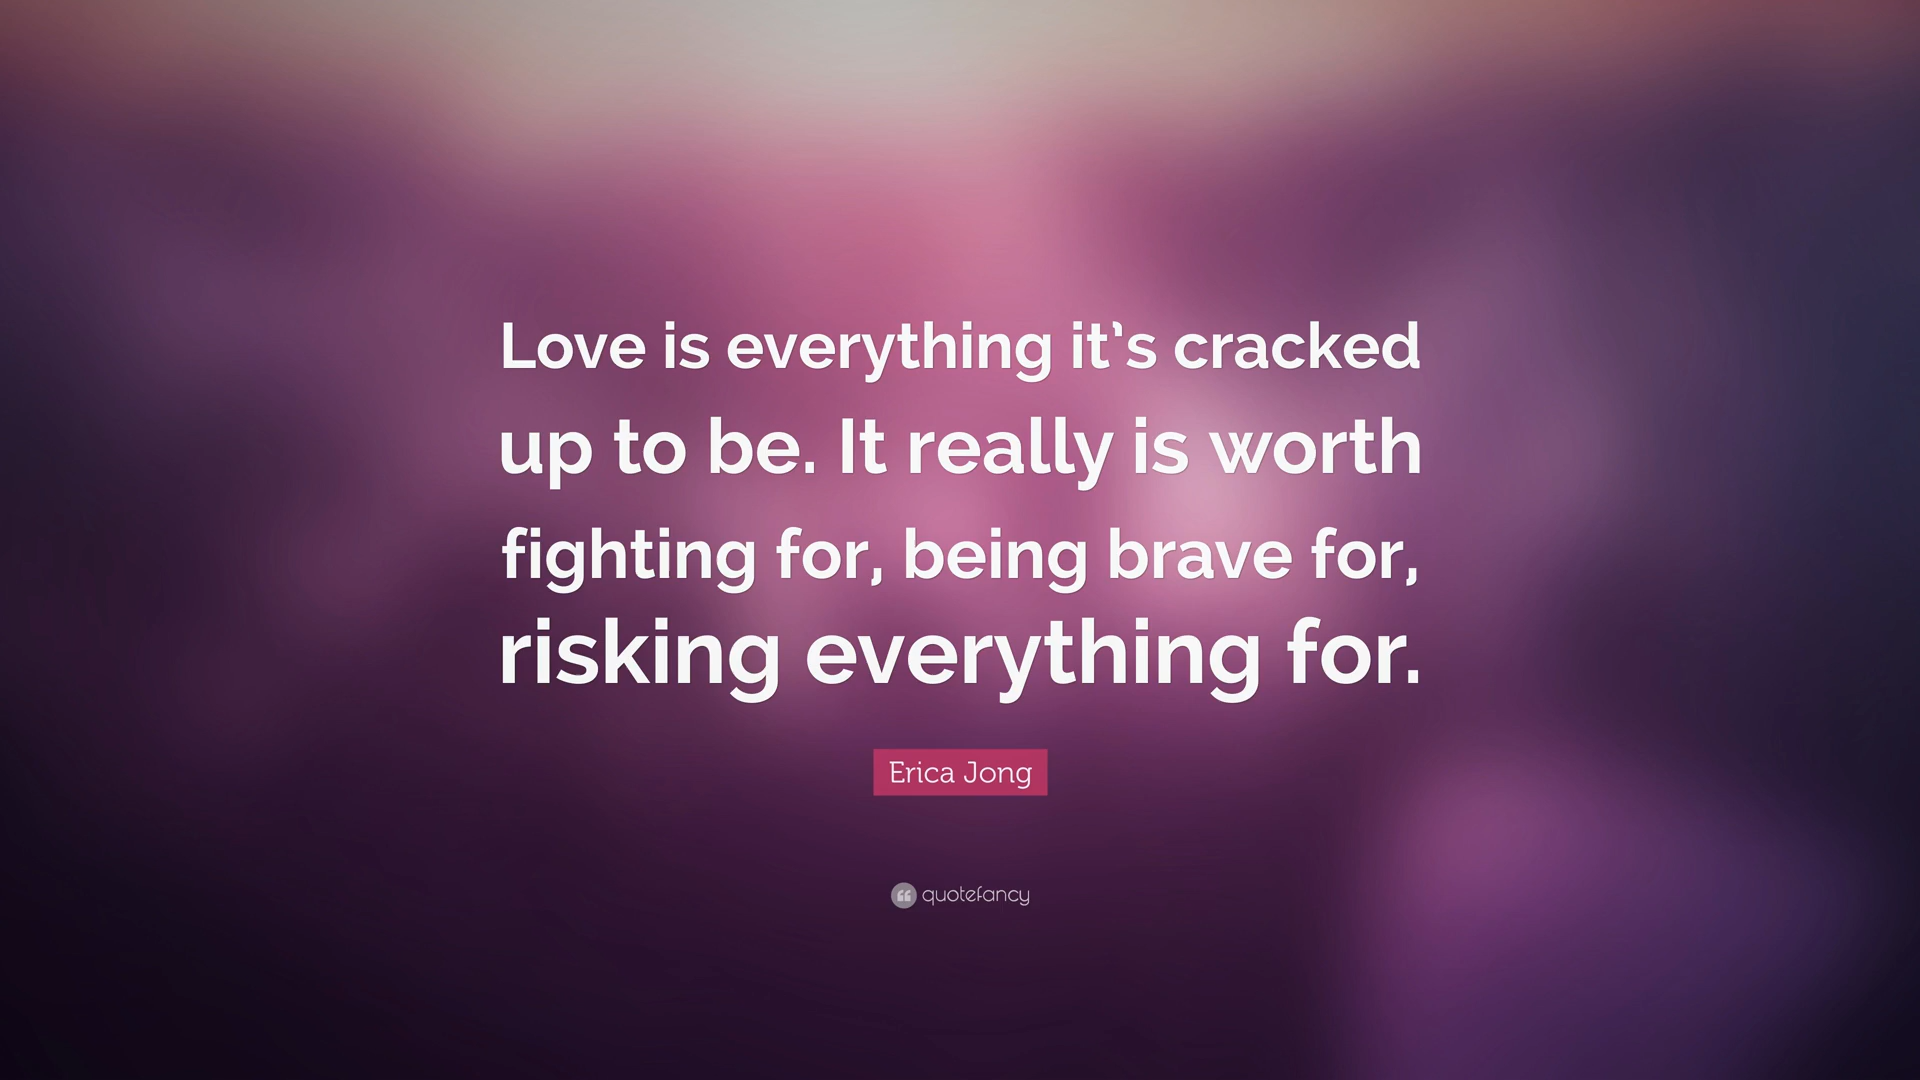 Love is everything it’s cracked
up to be. It really is worth
fighting for, being brave for,
risking everything for.
Erica Jong
quotefancy